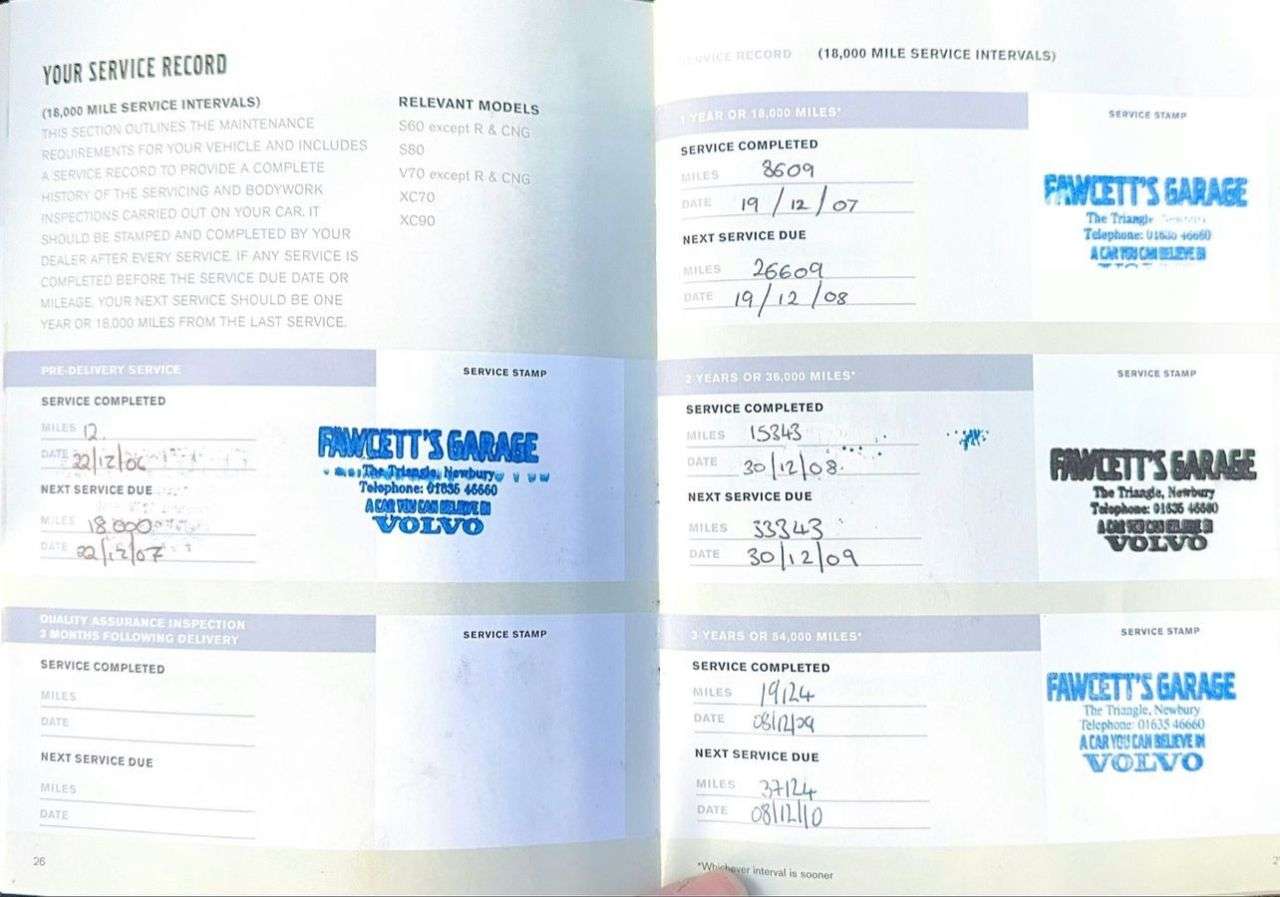 YOUR SERVICE RECORD
(18,000 MILE SERVICE INTERVALS)
THIS SECTION OUTLINES THE MAINTENANCE
REQUIREMENTS FOR YOUR VEHICLE AND INCLUDES
A SERVICE RECORD TO PROVIDE A COMPLETE
HISTORY OF THE SERVICING AND BODYWORK
INSPECTIONS CARRIED OUT ON YOUR CAR. IT
SHOULD BE STAMPED AND COMPLETED BY YOUR
DEALER AFTER EVERY SERVICE. IF ANY SERVICE IS
COMPLETED BEFORE THE SERVICE DUE DATE OR
MILEAGE, YOUR NEXT SERVICE SHOULD BE ONE
YEAR OR 18,000 MILES FROM THE LAST SERVICE.
RELEVANT MODELS
S60 except R & CNG
S80
V70 except R & CNG
XC70
XC90
PRE-DELIVERY SERVICE
SERVICE COMPLETED
MILES 12
DATE 22/12/06
NEXT SERVICE DUE
MILES 18.000
DATE 22/12/07
SERVICE STAMP
FAWCETT'S GARAGE
The Triangle, Newbury
Telephone: 01635 46660
A CAR YOU CAN BELIEVE IN
VOLVO
QUALITY ASSURANCE INSPECTION
3 MONTHS FOLLOWING DELIVERY
SERVICE COMPLETED
MILES
DATE
NEXT SERVICE DUE
MILES
DATE
SERVICE STAMP
26
SERVICE RECORD (18,000 MILE SERVICE INTERVALS)
1 YEAR OR 18,000 MILES*
SERVICE COMPLETED
MILES 8609
DATE 19/12/07
NEXT SERVICE DUE
MILES 26609
DATE 19/12/08
SERVICE STAMP
FAWCETT'S GARAGE
The Triangle
Telephone: 01635 46660
A CAR YOU CAN BELIEVE IN
2 YEARS OR 36,000 MILES*
SERVICE COMPLETED
MILES 15343
DATE 30/12/08.
NEXT SERVICE DUE
MILES 33343
DATE 30/12/09
SERVICE STAMP
FAWCETT'S GARAGE
The Triangle, Newbury
Telephone: 01635 46660
A CAR YOU CAN BELIEVE IN
VOLVO
3 YEARS OR 54,000 MILES*
SERVICE COMPLETED
MILES 19124
DATE 08/12/09
NEXT SERVICE DUE
MILES 37124
DATE 08/12/10
SERVICE STAMP
FAWCETT'S GARAGE
The Triangle, Newbury
Telephone: 01635 46660
A CAR YOU CAN BELIEVE IN
VOLVO
*Whichever interval is sooner